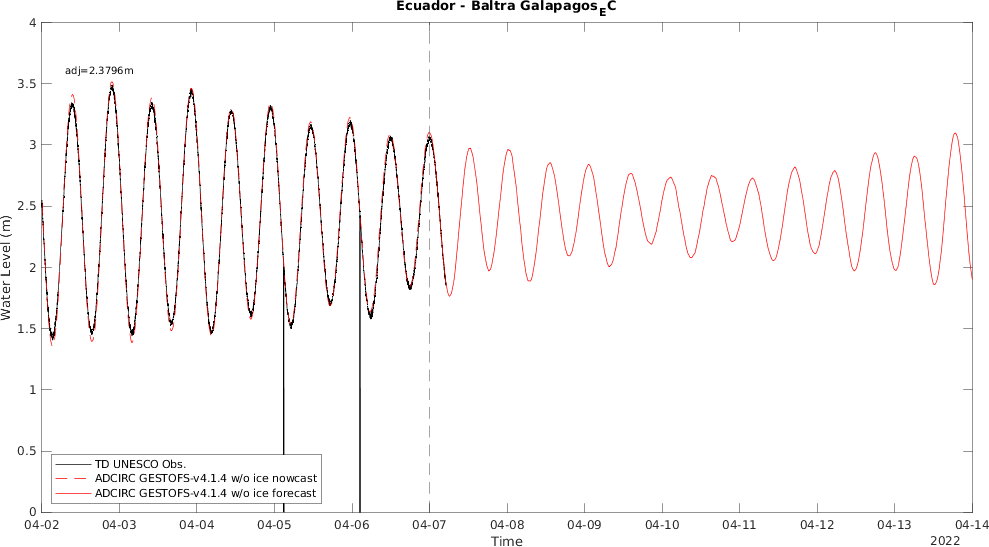 Ecuador - Baltra Galapagos_EC
adj=2.3796m
4
3.5
3
2.5
2
1.5
1
0.5
0
Water Level (m)
TD UNESCO Obs.
ADCIRC GESTOFS-v4.1.4 w/o ice nowcast
ADCIRC GESTOFS-v4.1.4 w/o ice forecast
04-02 04-03 04-04 04-05 04-06 04-07 04-08 04-09 04-10 04-11 04-12 04-13 04-14
Time
2022